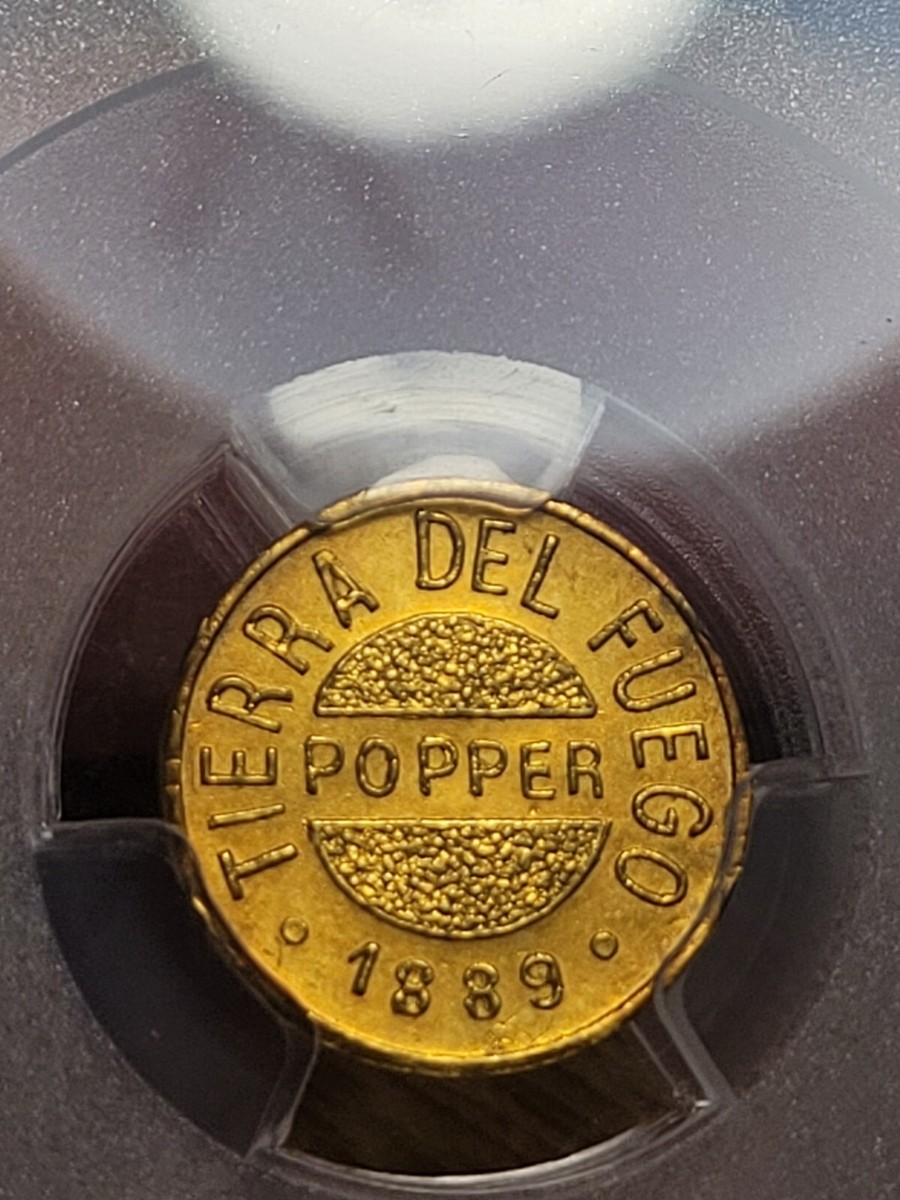 TIERRA DEL FUEGO
POPPER
· 1889 ·